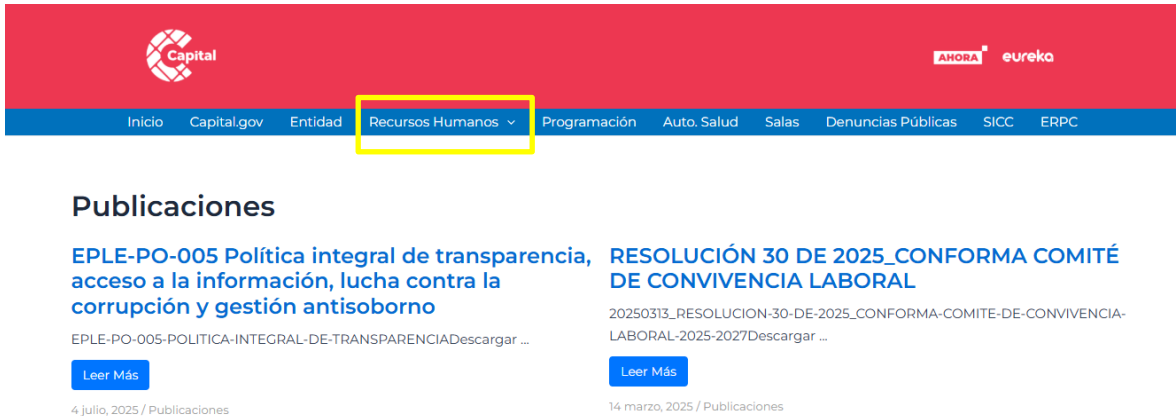 Capital
AHORA eureka
Inicio Capital.gov Entidad Recursos Humanos Programación Auto. Salud Salas Denuncias Públicas SICC ERPC
Publicaciones
EPLE-PO-005 Política integral de transparencia,
acceso a la información, lucha contra la
corrupción y gestión antisoborno
EPLE-PO-005-POLITICA-INTEGRAL-DE-TRANSPARENCIADescargar ...
Leer Más
4 julio, 2025 / Publicaciones
RESOLUCIÓN 30 DE 2025_CONFORMA COMITÉ
DE CONVIVENCIA LABORAL
20250313_RESOLUCION-30-DE-2025_CONFORMA-COMITE-DE-CONVIVENCIA-
LABORAL-2025-2027Descargar ...
Leer Más
14 marzo, 2025 / Publicaciones